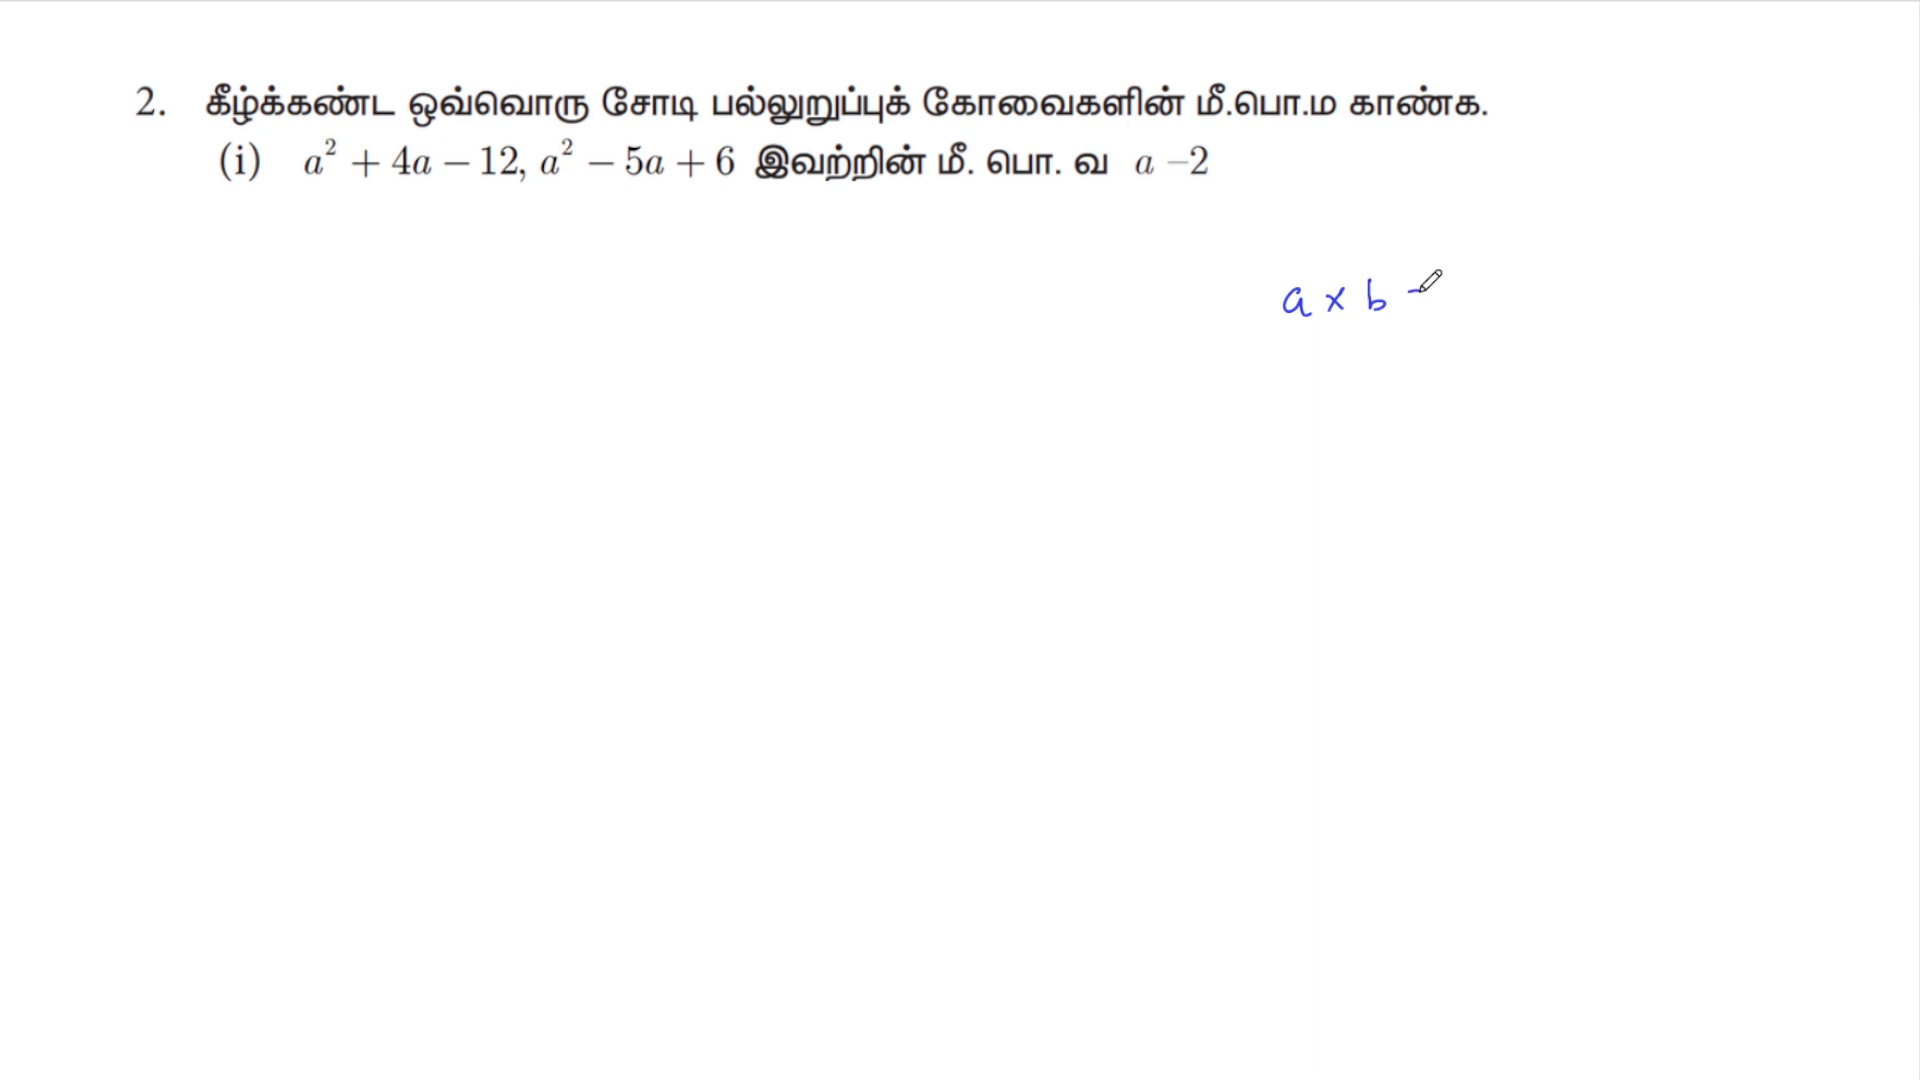 2. கீழ்க்கண்ட ஒவ்வொரு சோடி பல்லுறுப்புக் கோவைகளின் மீ.பொ.ம காண்க.
(i) a² + 4a – 12, a² – 5a + 6 இவற்றின் மீ. பொ. வ a –2
a × b -